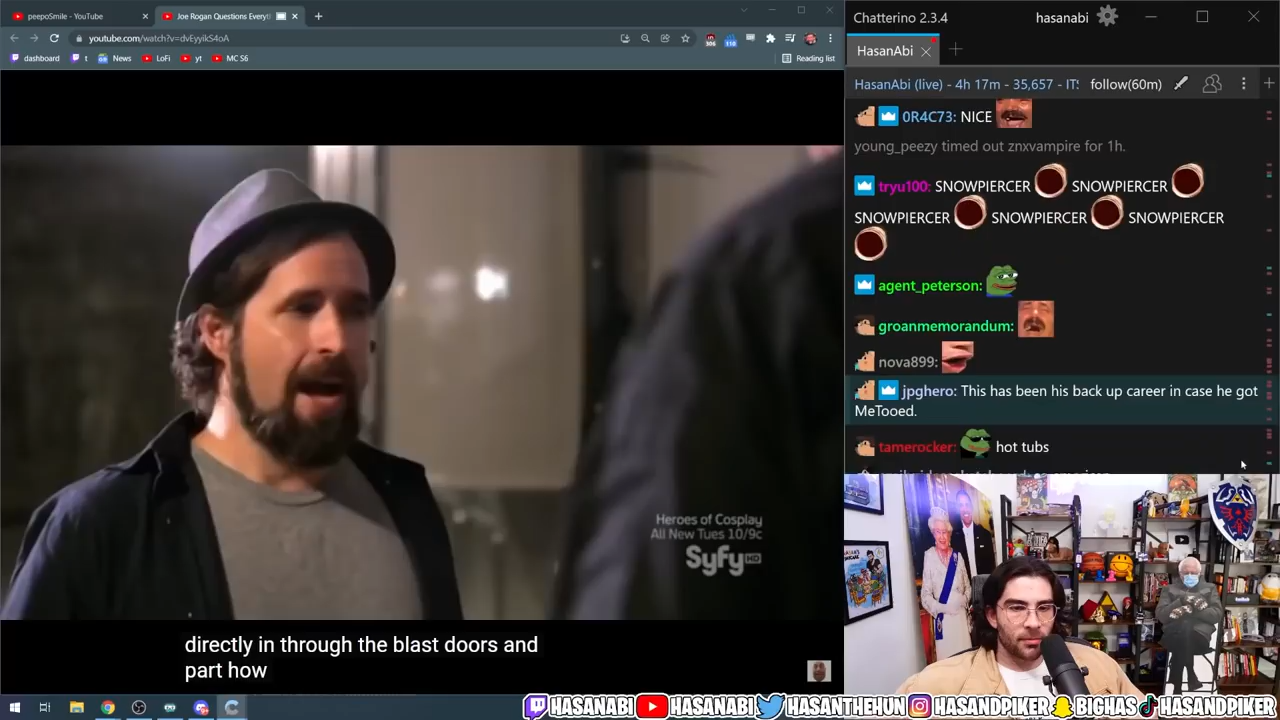 peepoSmile - YouTube
Joe Rogan Questions Everyt
youtube.com/watch?v=dvEyyikS4oA
dashboard
t
News
LoFi
yt
MC S6
Reading list
Heroes of Cosplay
All New Tues 10/9c
Syfy HD
directly in through the blast doors and
part how
Chatterino 2.3.4
hasanabi
HasanAbi
HasanAbi (live) - 4h 17m - 35,657 - IT'S
follow(60m)
0R4C73: NICE
young_peezy timed out znxvampire for 1h.
tryu100: SNOWPIERCER SNOWPIERCER
SNOWPIERCER SNOWPIERCER SNOWPIERCER
agent_peterson:
groanmemorandum:
nova899:
jpghero: This has been his back up career in case he got
MeTooed.
tamerocker: hot tubs
HASANABI HASANABI HASANTHEHUN HASANDPIKER BIGHAS HASANDPIKER